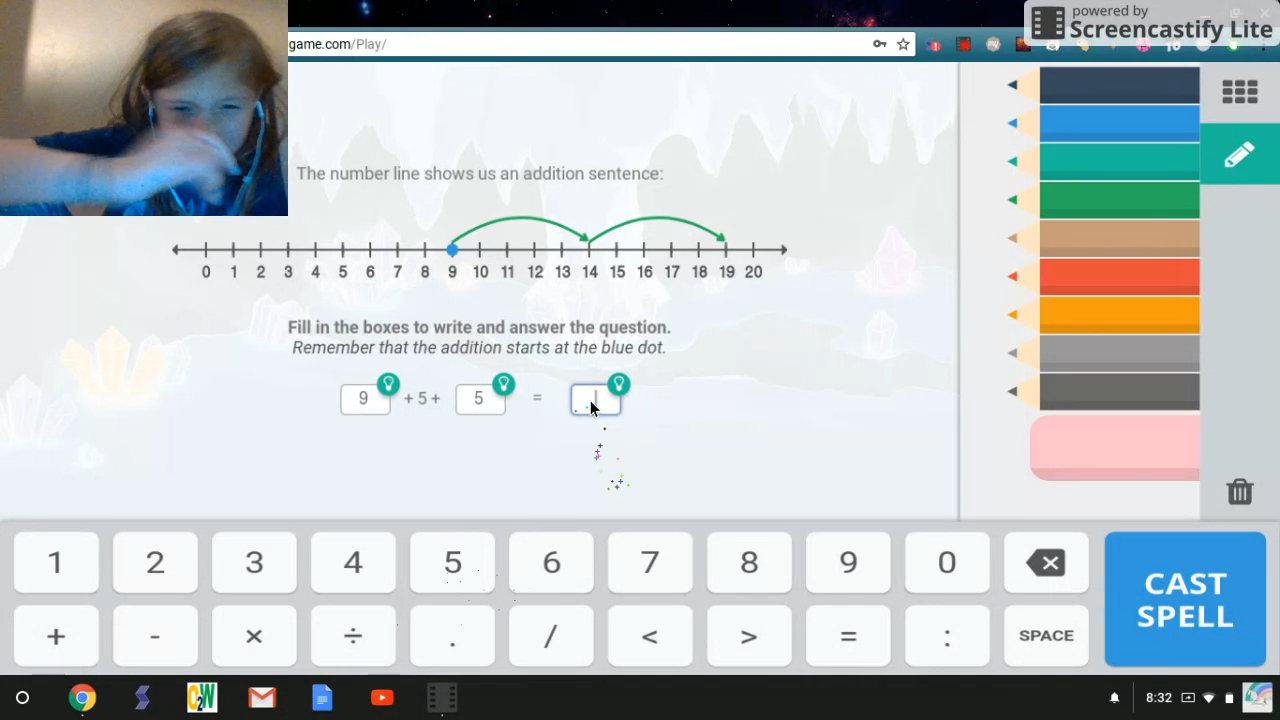 powered by
Screencastify Lite
game.com/Play/
The number line shows us an addition sentence:
0 1 2 3 4 5 6 7 8 9 10 11 12 13 14 15 16 17 18 19 20
Fill in the boxes to write and answer the question.
Remember that the addition starts at the blue dot.
9 + 5 + 5 =
1 2 3 4 5 6 7 8 9 0
+ - × ÷ . / < > = : SPACE
CAST
SPELL
8:32